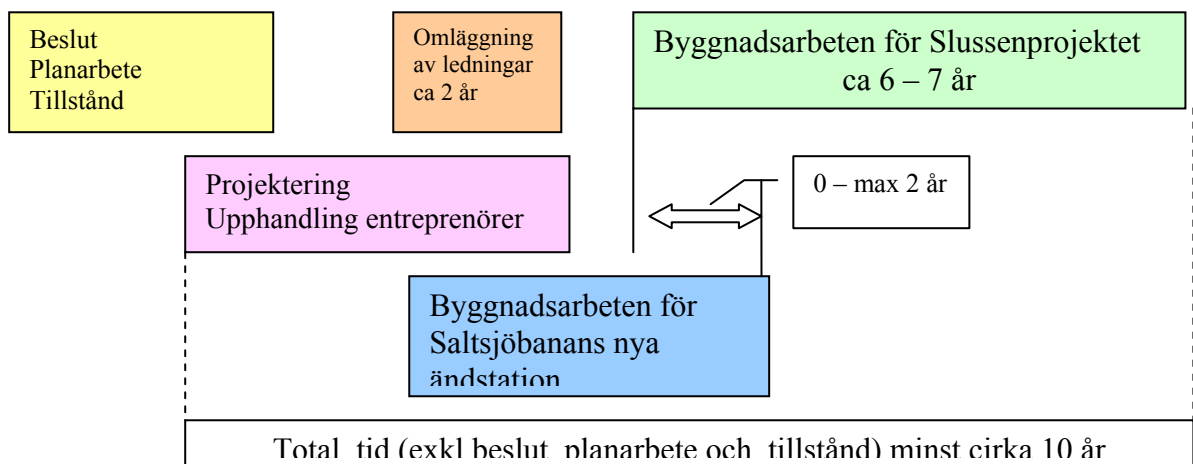 Beslut
Planarbete
Tillstånd
Omläggning
av ledningar
ca 2 år
Byggnadsarbeten för Slussenprojektet
ca 6 – 7 år
Projektering
Upphandling entreprenörer
0 – max 2 år
Byggnadsarbeten för
Saltsjöbanans nya
ändstation
Total tid (exkl beslut planarbete och tillstånd) minst cirka 10 år